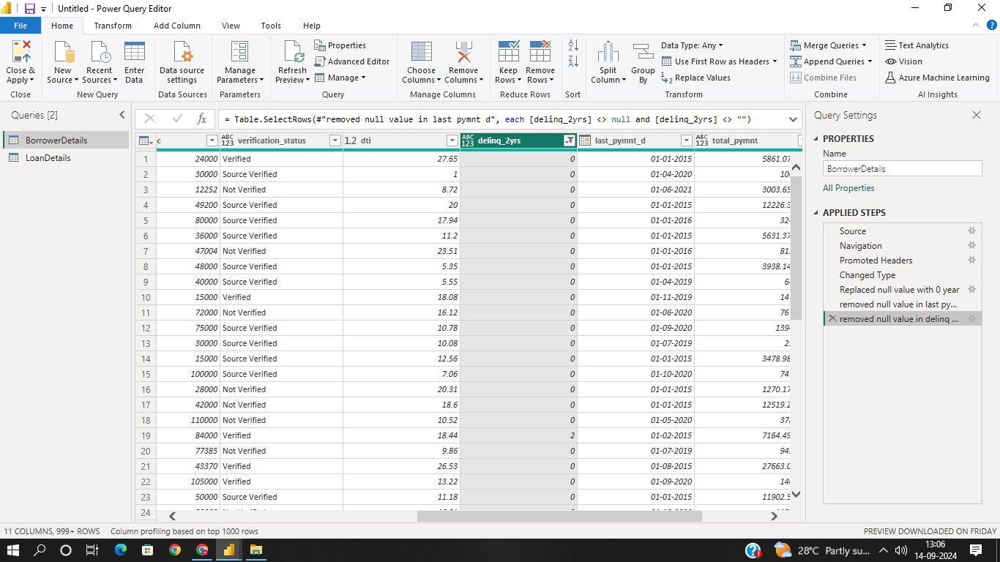 Untitled - Power Query Editor
File Home Transform Add Column View Tools Help
Close & Apply
New Source
Recent Sources
Enter Data
Data source settings
Manage Parameters
Refresh Preview
Properties
Advanced Editor
Manage
Choose Columns
Remove Columns
Keep Rows
Remove Rows
Split Column
Group By
Data Type: Any
Use First Row as Headers
Replace Values
Merge Queries
Append Queries
Combine Files
Text Analytics
Vision
Azure Machine Learning
Close New Query Data Sources Parameters Query Manage Columns Reduce Rows Sort Transform Combine AI Insights
Queries [2]
BorrowerDetails
LoanDetails
= Table.SelectRows(#"removed null value in last pymnt d", each [delinq_2yrs] <> null and [delinq_2yrs] <> "")
c ABC 123 verification_status 1.2 dti ABC 123 delinq_2yrs last_pymnt_d ABC 123 total_pymnt
1 24000 Verified 27.65 0 01-01-2015 5861.07
2 30000 Source Verified 1 0 01-04-2020
3 12252 Not Verified 8.72 0 01-06-2021 3003.65
4 49200 Source Verified 20 0 01-01-2015 12226.3
5 80000 Source Verified 17.94 0 01-01-2016
6 36000 Source Verified 11.2 0 01-01-2015 5631.37
7 47004 Not Verified 23.51 0 01-01-2016
8 48000 Source Verified 5.35 0 01-01-2015 3938.14
9 40000 Source Verified 5.55 0 01-04-2019
10 15000 Verified 18.08 0 01-11-2019
11 72000 Not Verified 16.12 0 01-06-2020
12 75000 Source Verified 10.78 0 01-09-2020
13 30000 Source Verified 10.08 0 01-07-2019
14 15000 Source Verified 12.56 0 01-01-2015 3478.98
15 100000 Source Verified 7.06 0 01-10-2020
16 28000 Not Verified 20.31 0 01-01-2015 1270.17
17 42000 Not Verified 18.6 0 01-01-2015 12519.2
18 110000 Not Verified 10.52 0 01-05-2020
19 84000 Verified 18.44 2 01-02-2015 7164.49
20 77385 Not Verified 9.86 0 01-07-2019
21 43370 Verified 26.53 0 01-08-2015 27663.0
22 105000 Verified 13.22 0 01-09-2020
23 50000 Source Verified 11.18 0 01-01-2015 11902.5
24
Query Settings
PROPERTIES
Name
BorrowerDetails
All Properties
APPLIED STEPS
Source
Navigation
Promoted Headers
Changed Type
Replaced null value with 0 year
removed null value in last py...
removed null value in delinq ...
11 COLUMNS, 999+ ROWS Column profiling based on top 1000 rows
PREVIEW DOWNLOADED ON FRIDAY
28°C Partly su...
13:06
14-09-2024